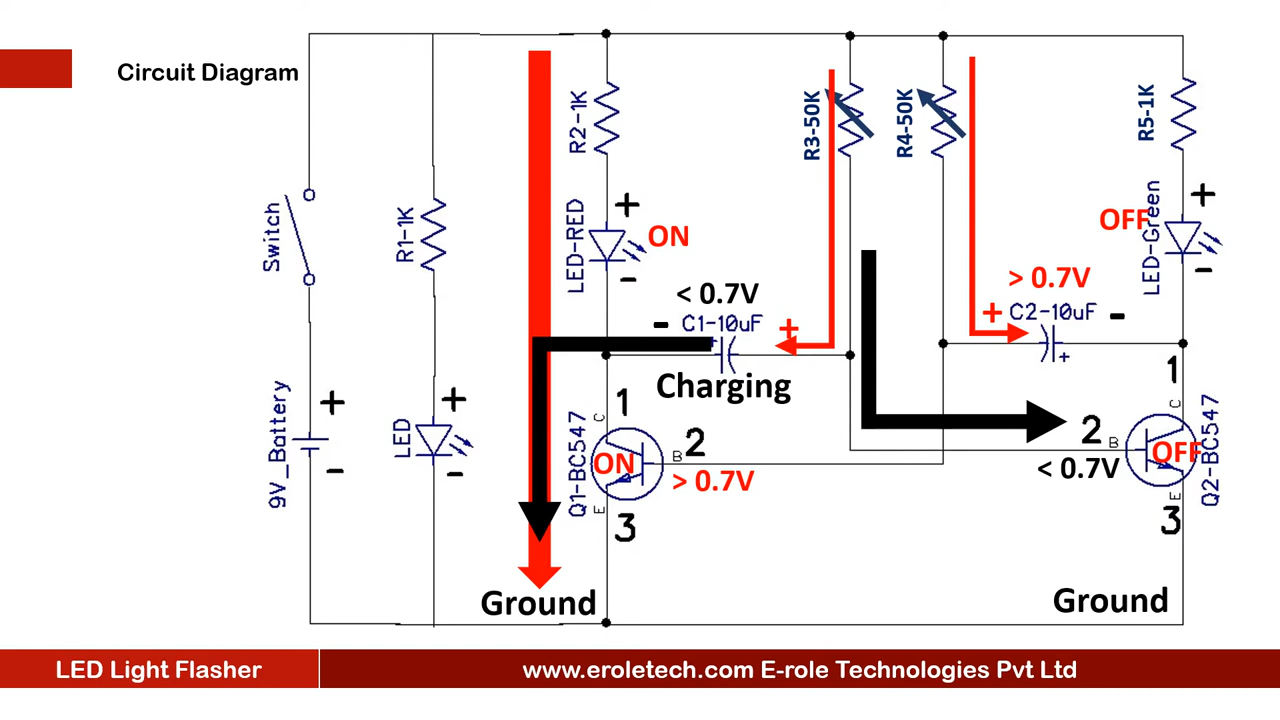 Circuit Diagram
R2-1K
R3-50K
R4-50K
R5-1K
Switch
R1-1K
LED-RED
+
ON
-
+
OFF
LED-Green
-
< 0.7V
- C1-10uF +
Charging
> 0.7V
+ C2-10uF -
+
9V_Battery
+
-
LED
+
-
1
C
Q1-BC547
ON
B
2
> 0.7V
E
3
1
C
2
B
< 0.7V
OFF
Q2-BC547
E
3
Ground
Ground
LED Light Flasher
www.eroletech.com E-role Technologies Pvt Ltd